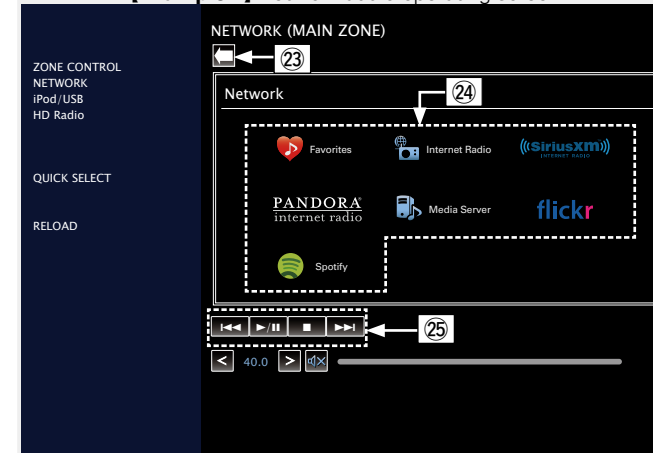 NETWORK (MAIN ZONE)
㉓
ZONE CONTROL
NETWORK
iPod/USB
HD Radio
QUICK SELECT
RELOAD
Network
㉔
Favorites
Internet Radio
((SiriusXM))
INTERNET RADIO
PANDORA
internet radio
Media Server
flickr
Spotify
㉕
< 40.0 >